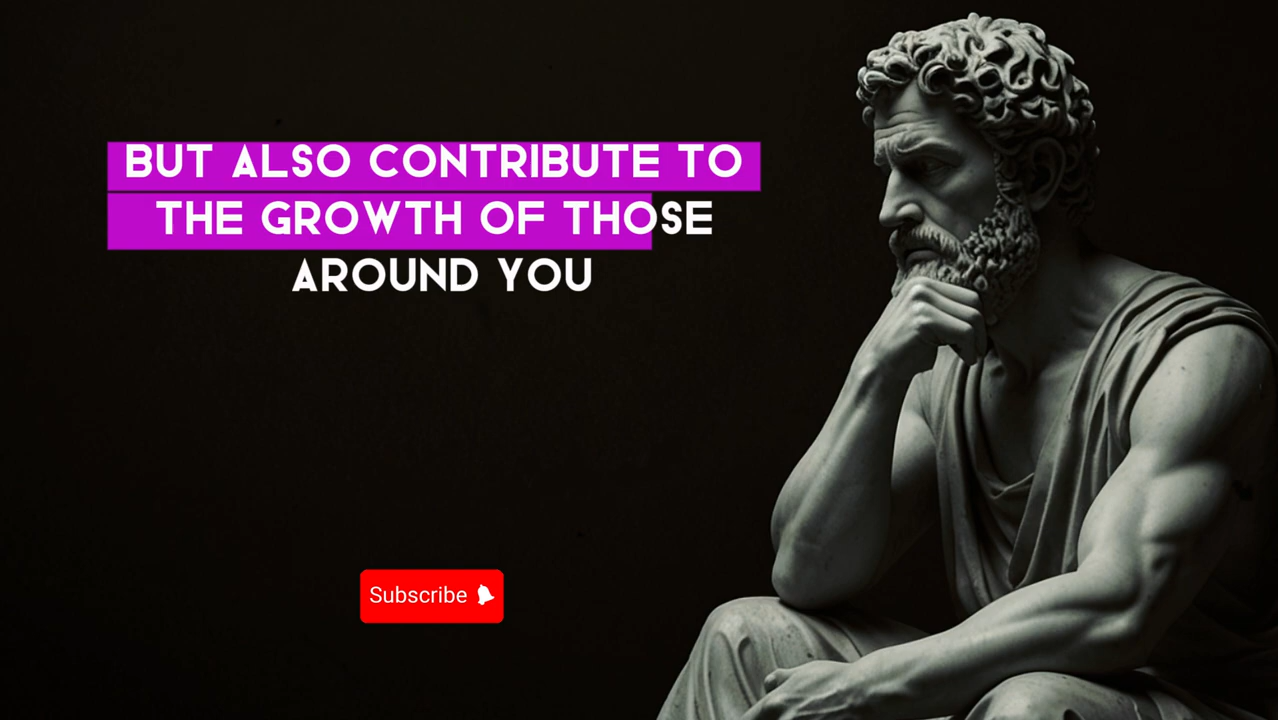 BUT ALSO CONTRIBUTE TO
THE GROWTH OF THOSE
AROUND YOU
Subscribe